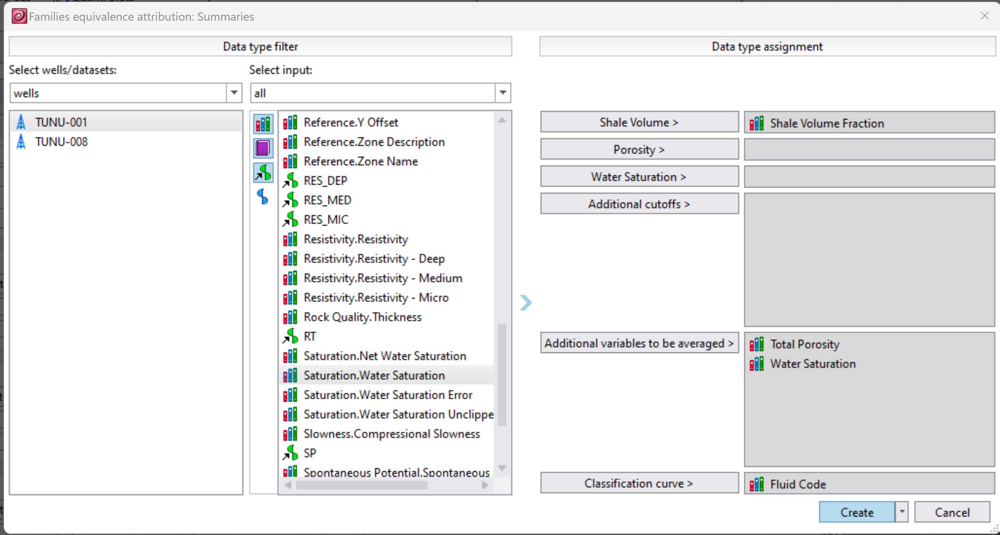 Families equivalence attribution: Summaries
Data type filter
Data type assignment
Select wells/datasets:
Select input:
wells
all
TUNU-001
TUNU-008
Reference.Y Offset
Reference.Zone Description
Reference.Zone Name
RES_DEP
RES_MED
RES_MIC
Resistivity.Resistivity
Resistivity.Resistivity - Deep
Resistivity.Resistivity - Medium
Resistivity.Resistivity - Micro
Rock Quality.Thickness
RT
Saturation.Net Water Saturation
Saturation.Water Saturation
Saturation.Water Saturation Error
Saturation.Water Saturation Unclippe
Slowness.Compressional Slowness
SP
Spontaneous Potential.Spontaneous
Shale Volume >
Shale Volume Fraction
Porosity >
Water Saturation >
Additional cutoffs >
Additional variables to be averaged >
Total Porosity
Water Saturation
Classification curve >
Fluid Code
Create
Cancel